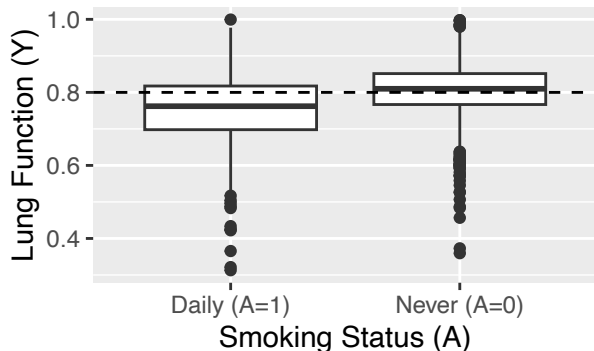 Lung Function (Y)
1.0
0.8
0.6
0.4
Daily (A=1)
Never (A=0)
Smoking Status (A)